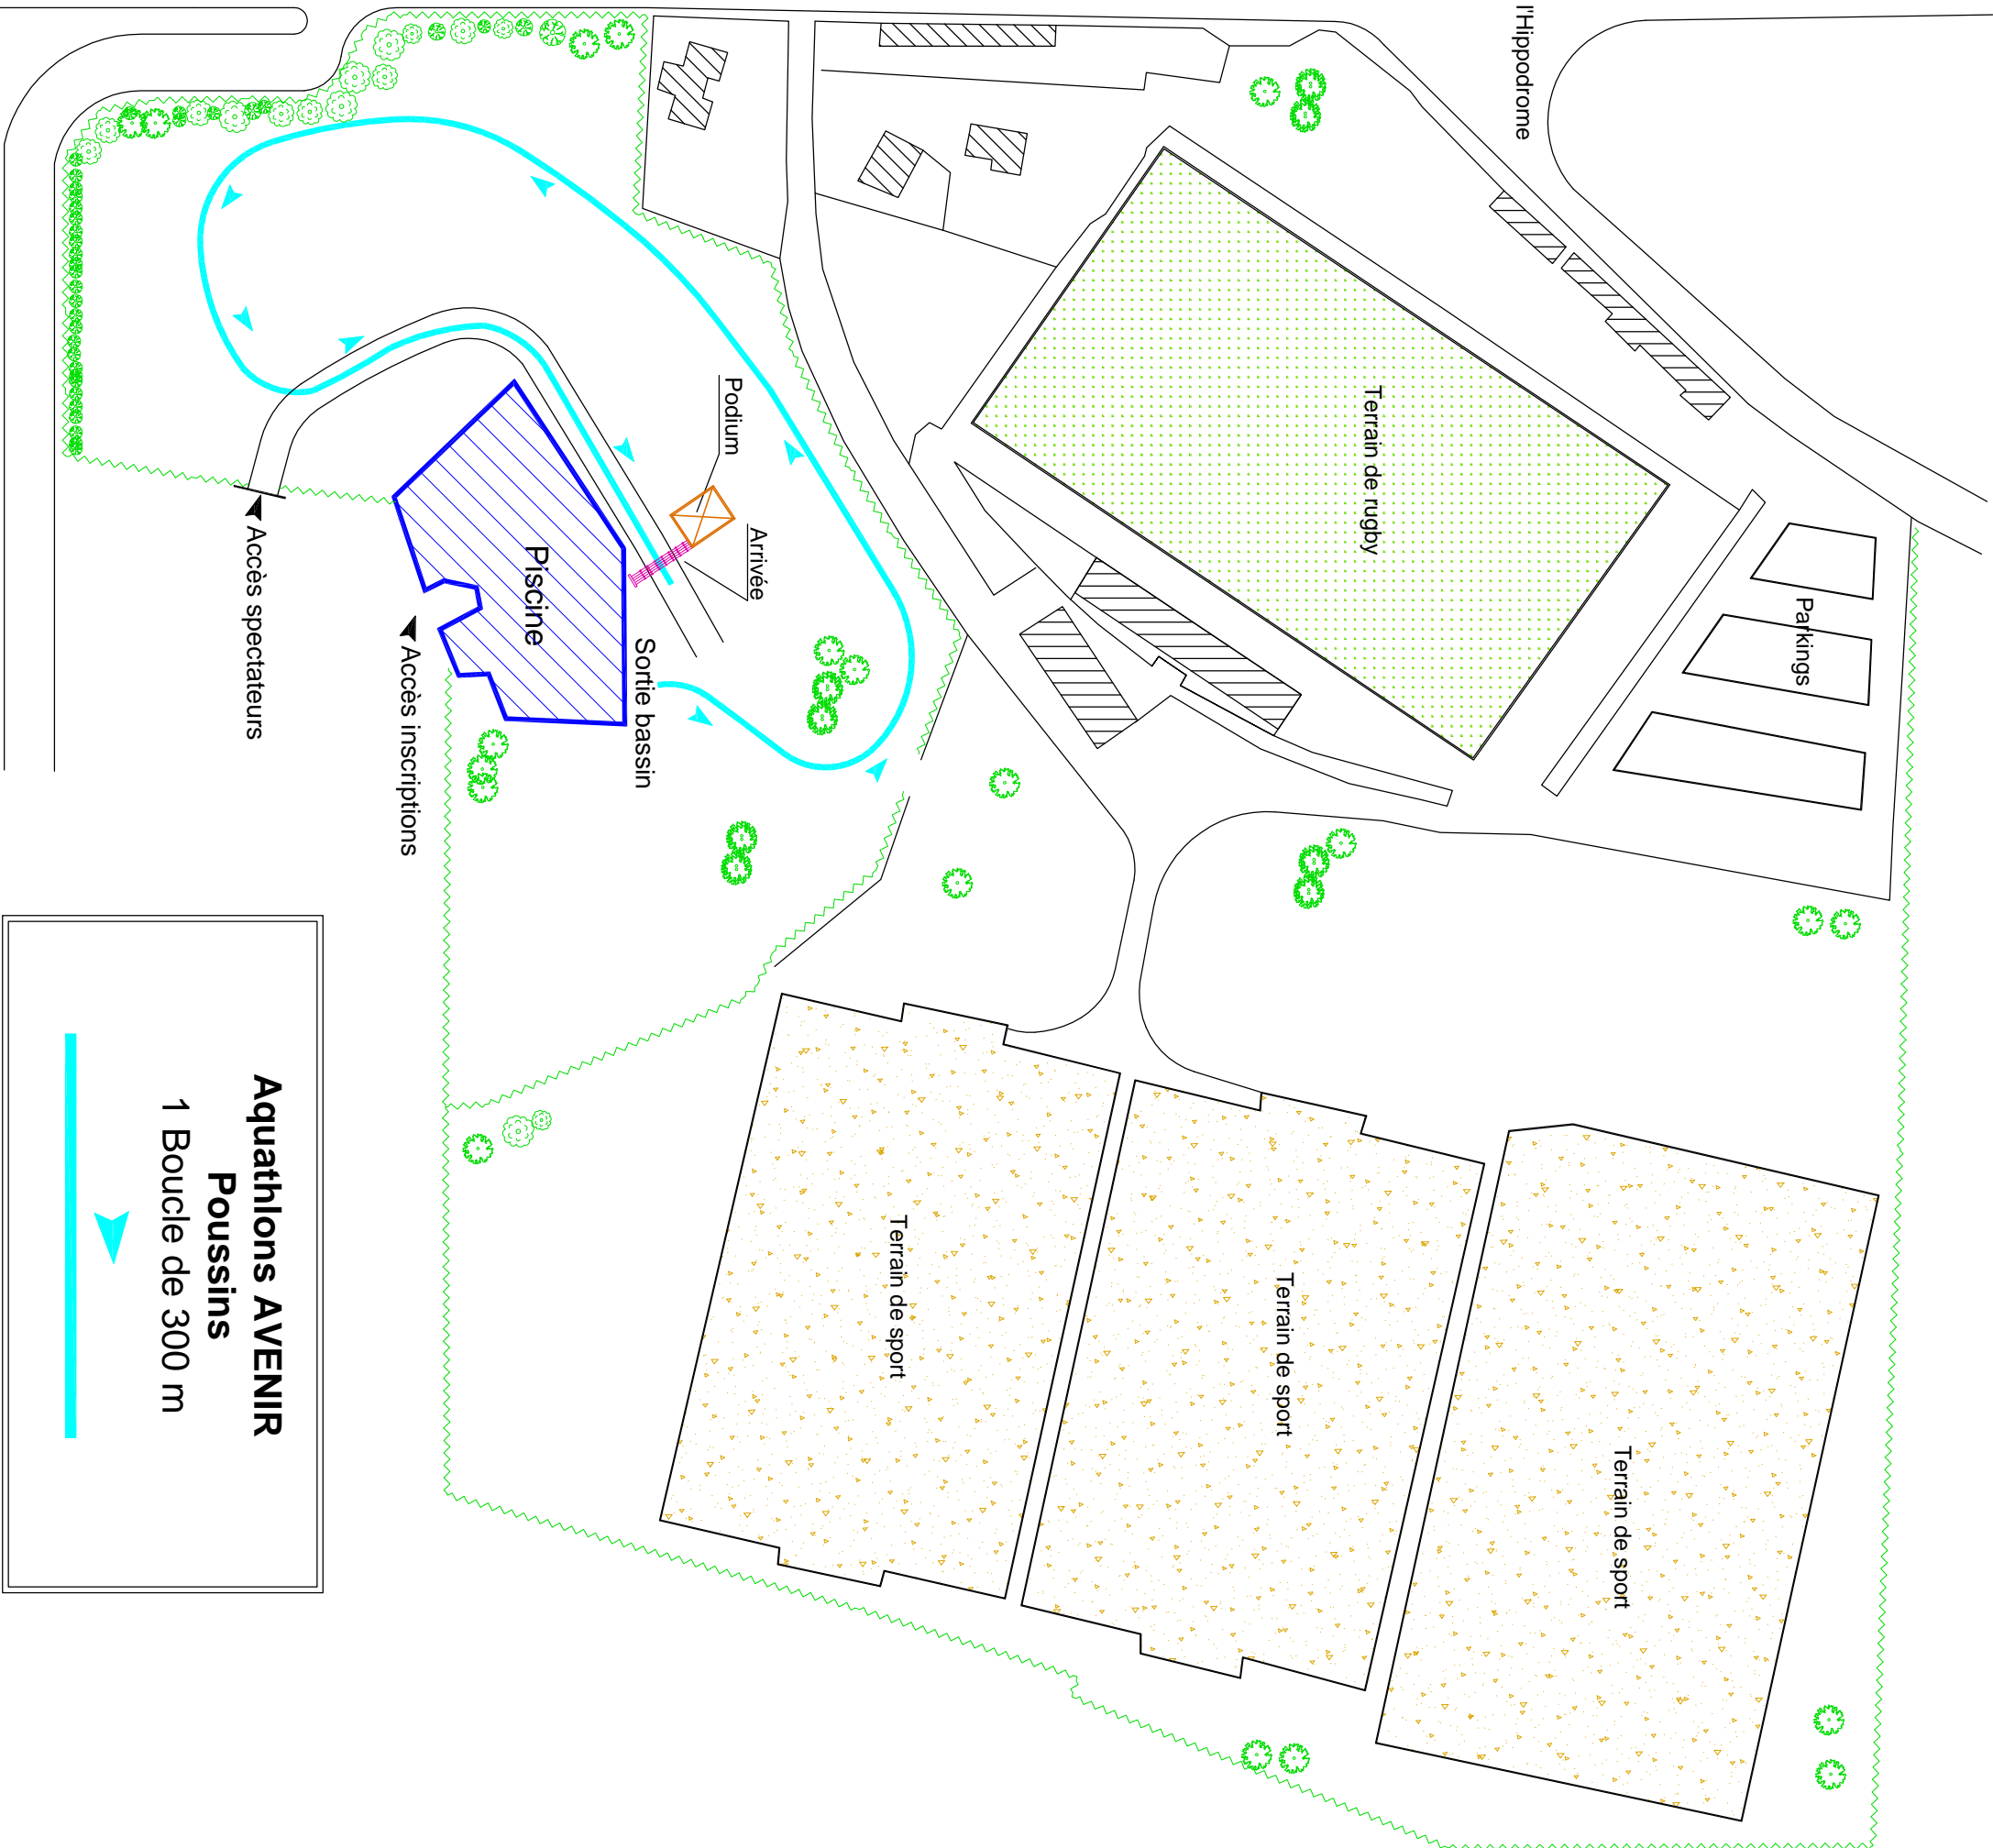 l'Hippodrome
Terrain de rugby
Parkings
Podium
Arrivée
Piscine
Sortie bassin
Accès spectateurs
Accès inscriptions
Terrain de sport
Terrain de sport
Terrain de sport
Aquathlons AVENIR
Poussins
1 Boucle de 300 m